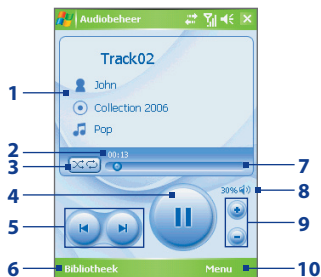 Audiobeheer
Track02
1
John
Collection 2006
Pop
2
00:13
3
7
4
30%
8
5
9
6
Bibliotheek
Menu
10